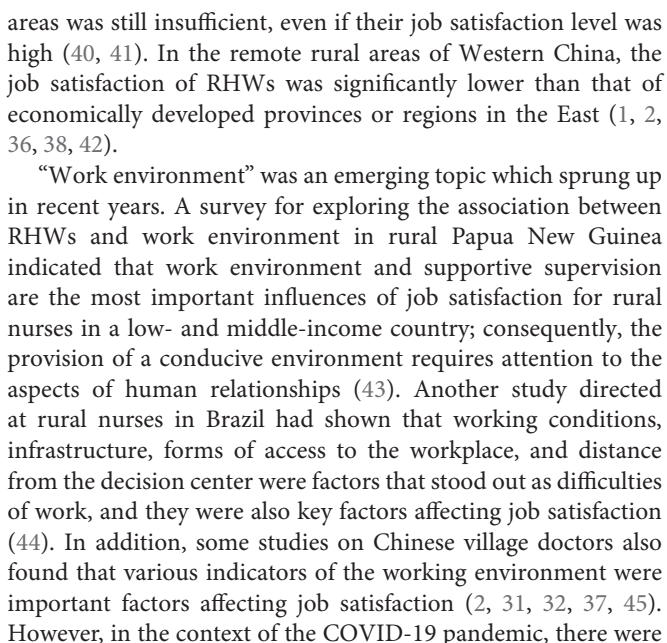 areas was still insufficient, even if their job satisfaction level was
high (40, 41). In the remote rural areas of Western China, the
job satisfaction of RHWs was significantly lower than that of
economically developed provinces or regions in the East (1, 2,
36, 38, 42).
“Work environment” was an emerging topic which sprung up
in recent years. A survey for exploring the association between
RHWs and work environment in rural Papua New Guinea
indicated that work environment and supportive supervision
are the most important influences of job satisfaction for rural
nurses in a low- and middle-income country; consequently, the
provision of a conducive environment requires attention to the
aspects of human relationships (43). Another study directed
at rural nurses in Brazil had shown that working conditions,
infrastructure, forms of access to the workplace, and distance
from the decision center were factors that stood out as difficulties
of work, and they were also key factors affecting job satisfaction
(44). In addition, some studies on Chinese village doctors also
found that various indicators of the working environment were
important factors affecting job satisfaction (2, 31, 32, 37, 45).
However, in the context of the COVID-19 pandemic, there were